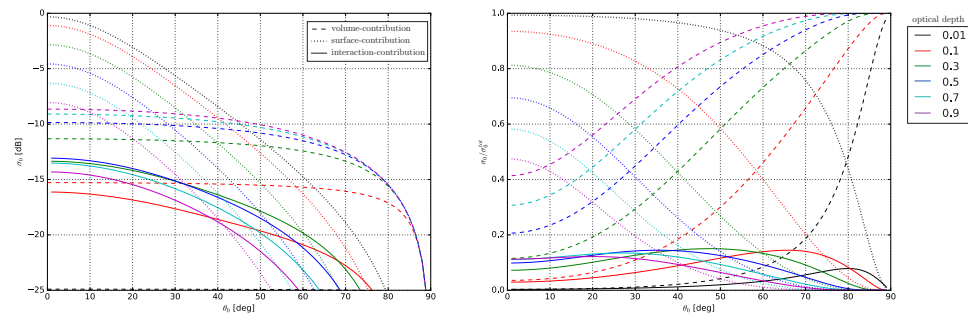 0
−5
−10
−15
−20
−25
σ₀ [dB]
0 10 20 30 40 50 60 70 80 90
θ₀ [deg]
volume-contribution
surface-contribution
interaction-contribution
1.0
0.8
0.6
0.4
0.2
0.0
0 10 20 30 40 50 60 70 80 90
θ₀ [deg]
optical depth
0.01
0.1
0.3
0.5
0.7
0.9